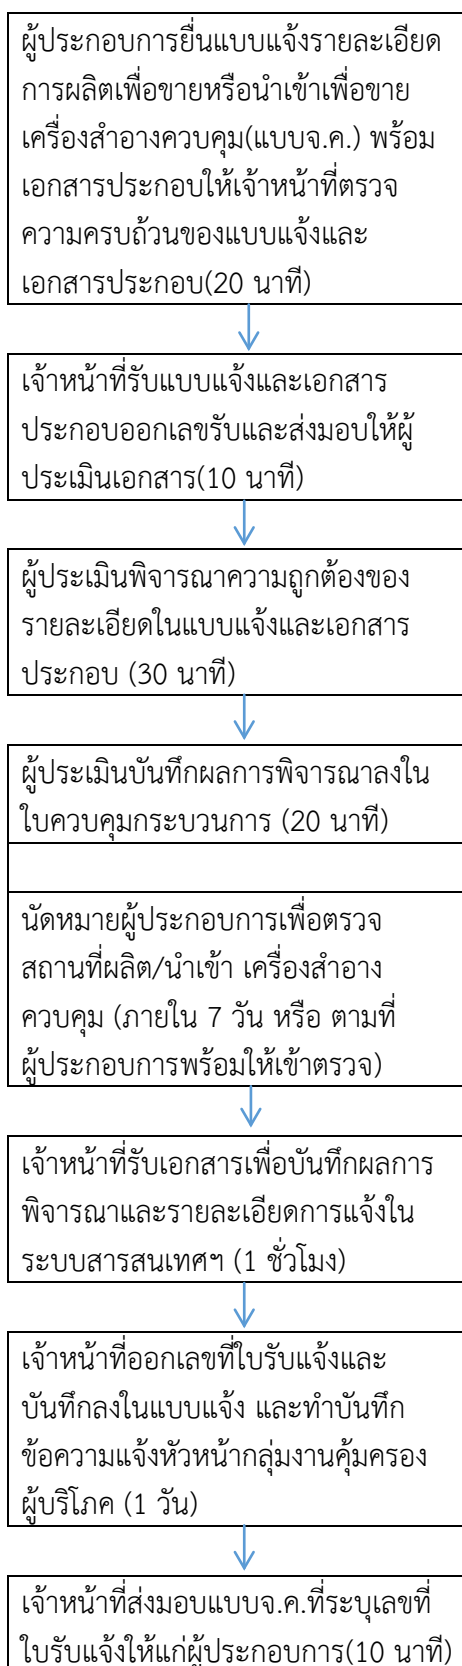 ผู้ประกอบการยื่นแบบแจ้งรายละเอียด
การผลิตเพื่อขายหรือนำเข้าเพื่อขาย
เครื่องสำอางควบคุม(แบบจ.ค.) พร้อม
เอกสารประกอบให้เจ้าหน้าที่ตรวจ
ความครบถ้วนของแบบแจ้งและ
เอกสารประกอบ(20 นาที)
เจ้าหน้าที่รับแบบแจ้งและเอกสาร
ประกอบออกเลขรับและส่งมอบให้ผู้
ประเมินเอกสาร(10 นาที)
ผู้ประเมินพิจารณาความถูกต้องของ
รายละเอียดในแบบแจ้งและเอกสาร
ประกอบ (30 นาที)
ผู้ประเมินบันทึกผลการพิจารณาลงใน
ใบควบคุมกระบวนการ (20 นาที)
นัดหมายผู้ประกอบการเพื่อตรวจ
สถานที่ผลิต/นำเข้า เครื่องสำอาง
ควบคุม (ภายใน 7 วัน หรือ ตามที่
ผู้ประกอบการพร้อมให้เข้าตรวจ)
เจ้าหน้าที่รับเอกสารเพื่อบันทึกผลการ
พิจารณาและรายละเอียดการแจ้งใน
ระบบสารสนเทศฯ (1 ชั่วโมง)
เจ้าหน้าที่ออกเลขที่ใบรับแจ้งและ
บันทึกลงในแบบแจ้ง และทำบันทึก
ข้อความแจ้งหัวหน้ากลุ่มงานคุ้มครอง
ผู้บริโภค (1 วัน)
เจ้าหน้าที่ส่งมอบแบบจ.ค.ที่ระบุเลขที่
ใบรับแจ้งให้แก่ผู้ประกอบการ(10 นาที)